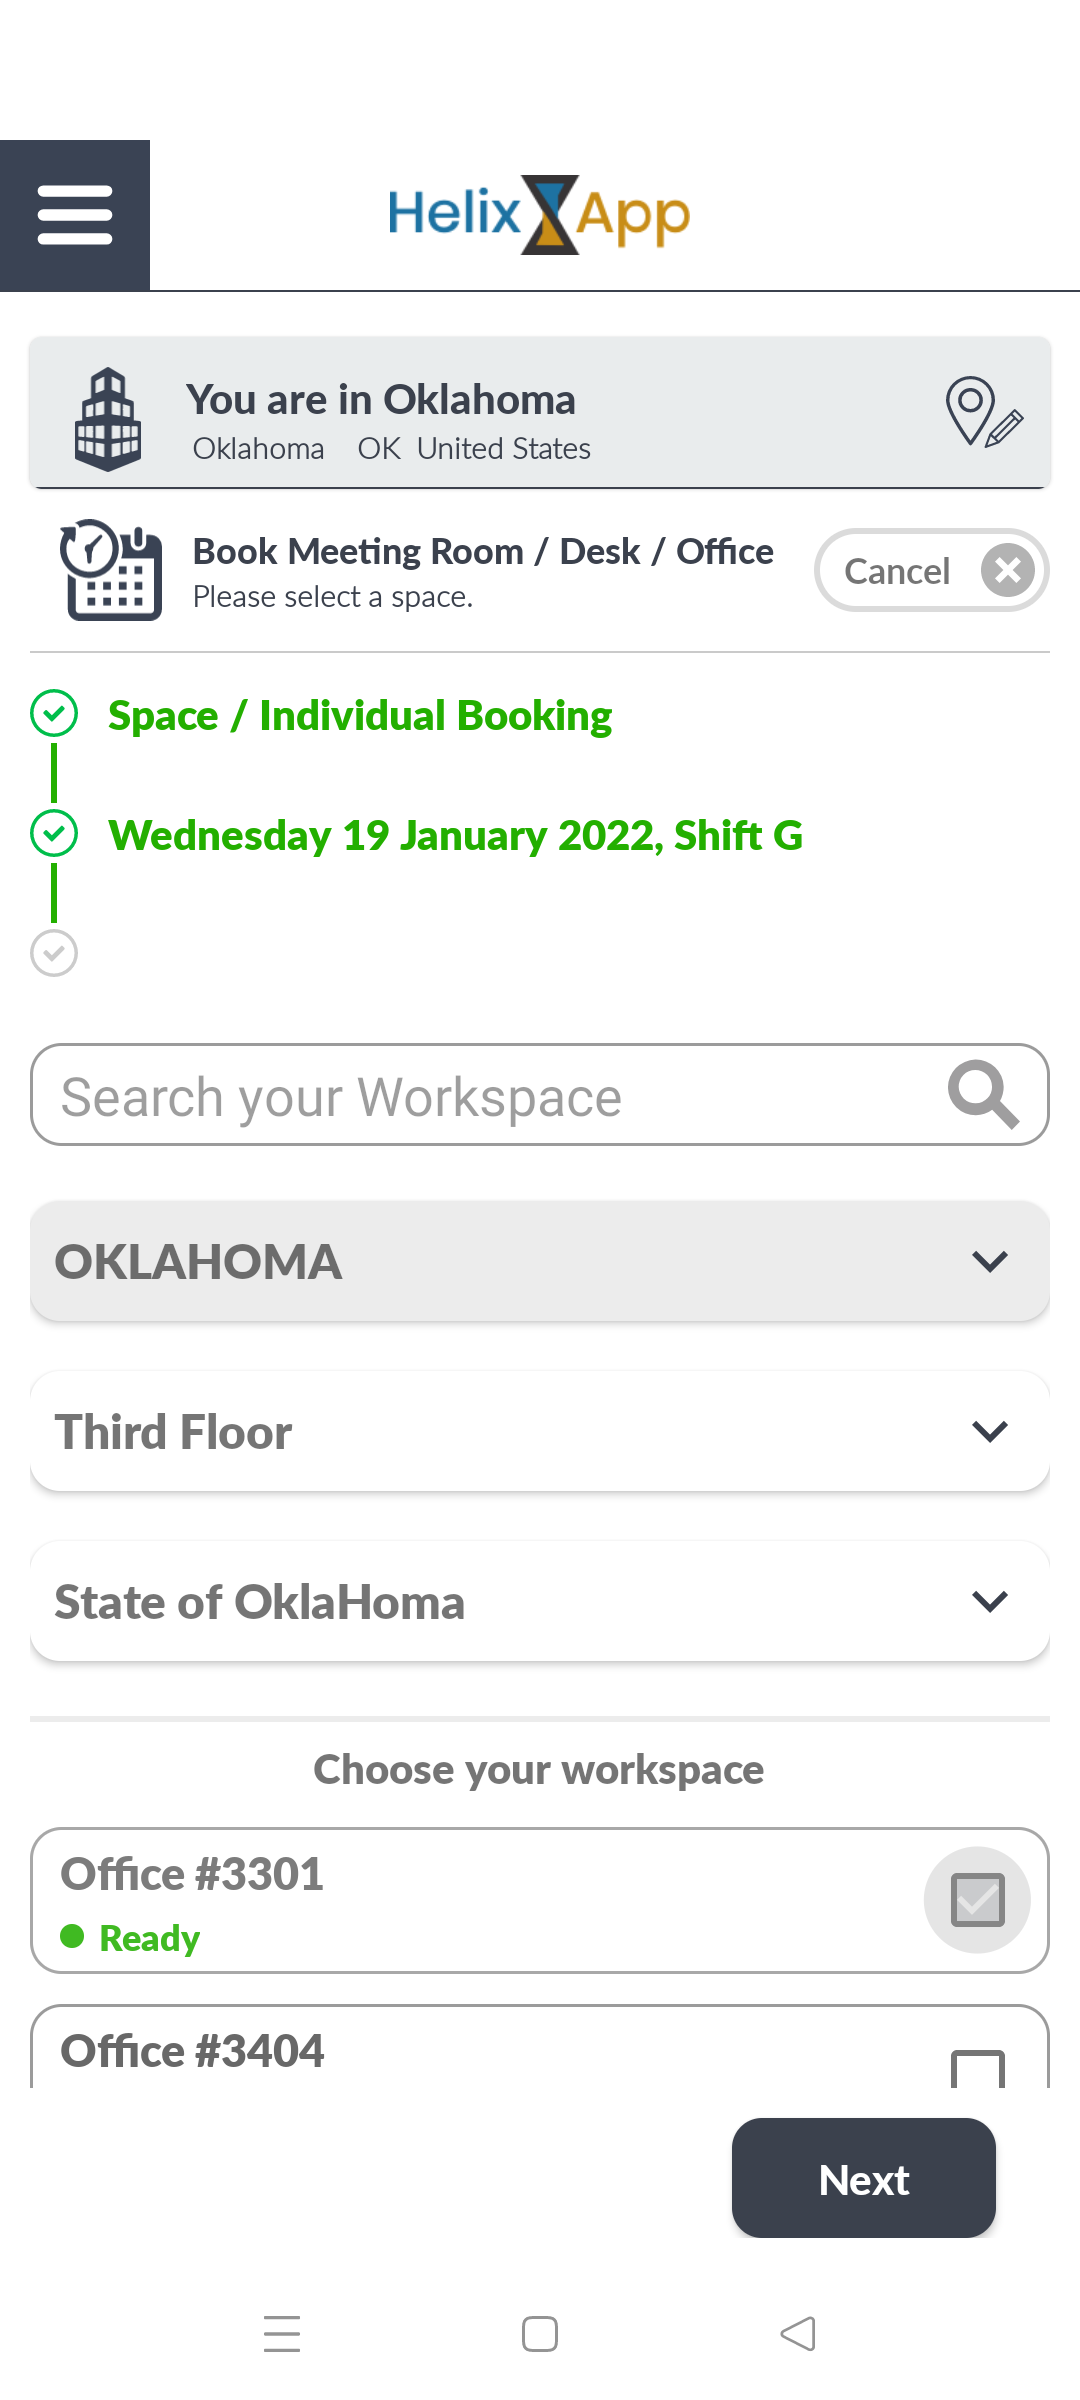 Helix App
You are in Oklahoma
Oklahoma OK United States
Book Meeting Room / Desk / Office
Please select a space.
Cancel
Space / Individual Booking
Wednesday 19 January 2022, Shift G
Search your Workspace
OKLAHOMA
Third Floor
State of OklaHoma
Choose your workspace
Office #3301
Ready
Office #3404
Next